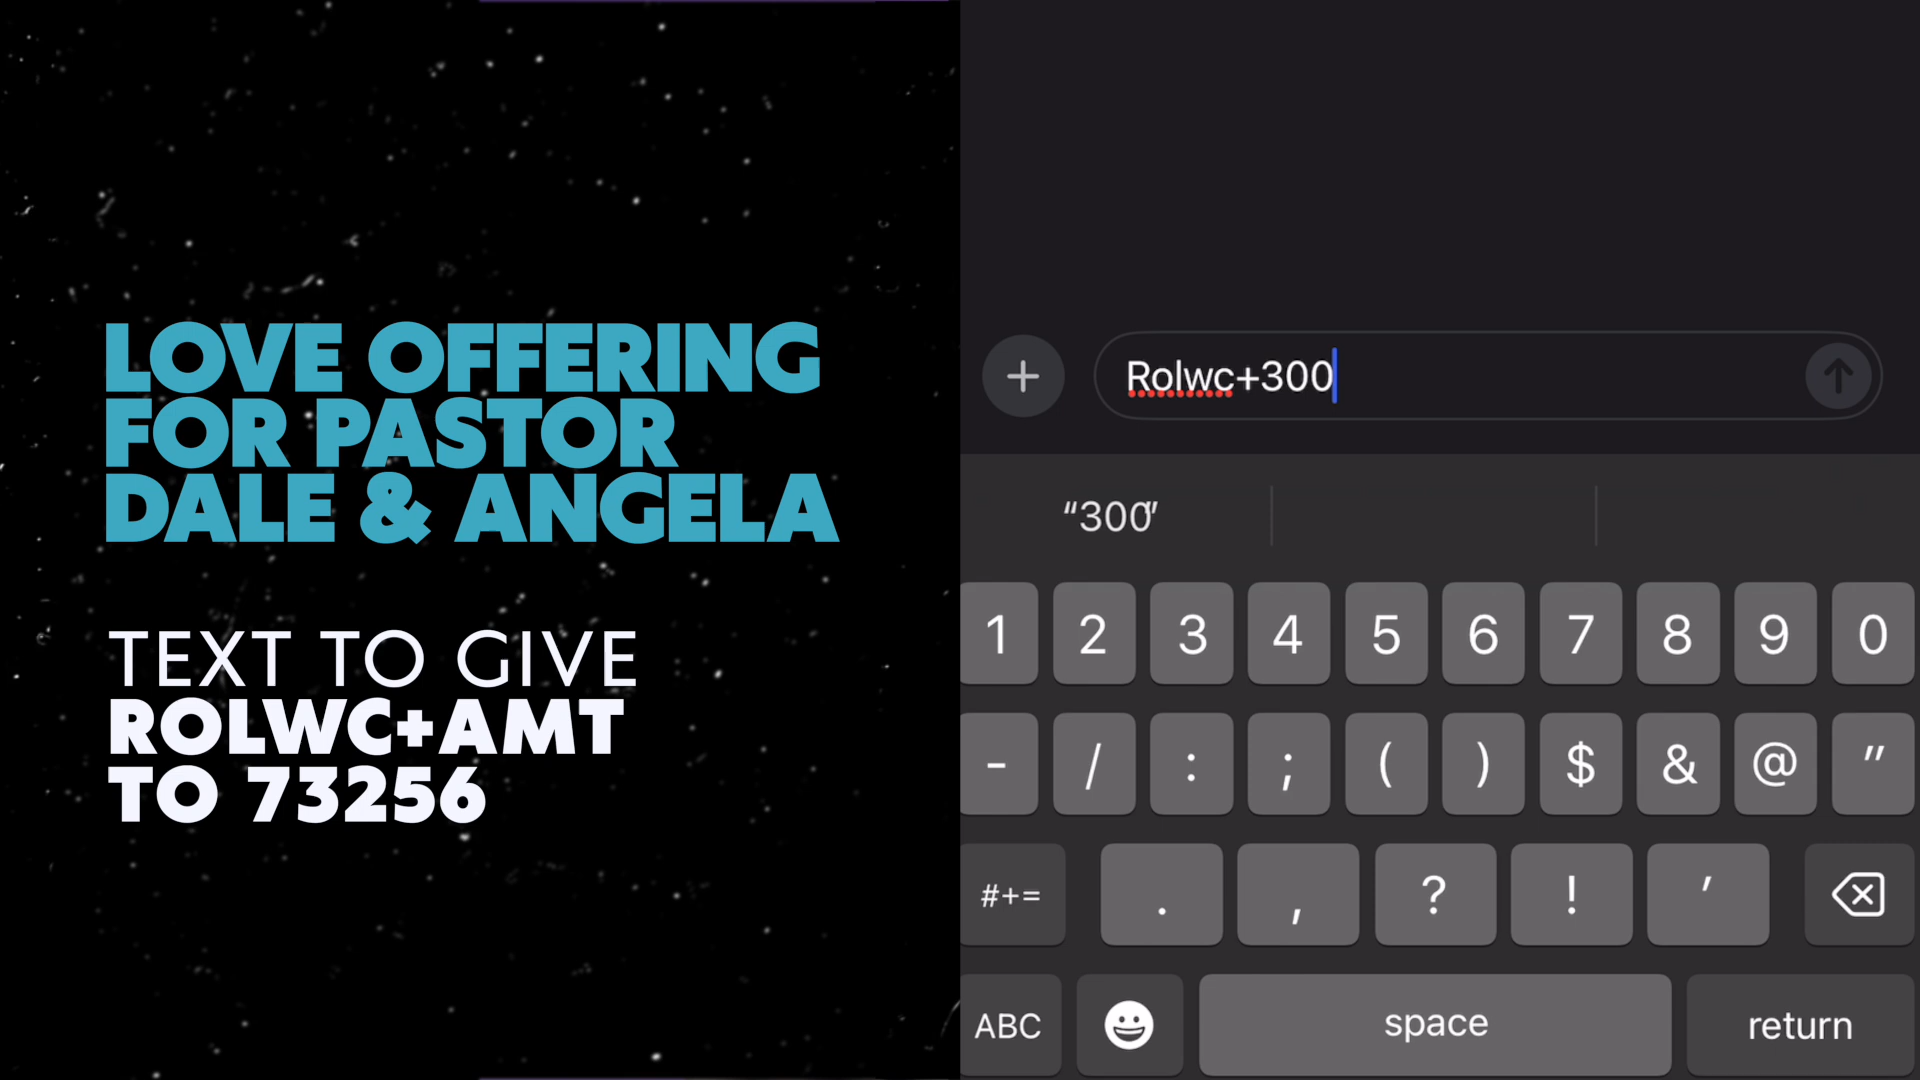 LOVE OFFERING
FOR PASTOR
DALE & ANGELA
TEXT TO GIVE
ROLWC+AMT
TO 73256
Rolwc+300
“300”
1 2 3 4 5 6 7 8 9 0
- / : ; ( ) $ & @ "
#+= . , ? ! '
ABC space return